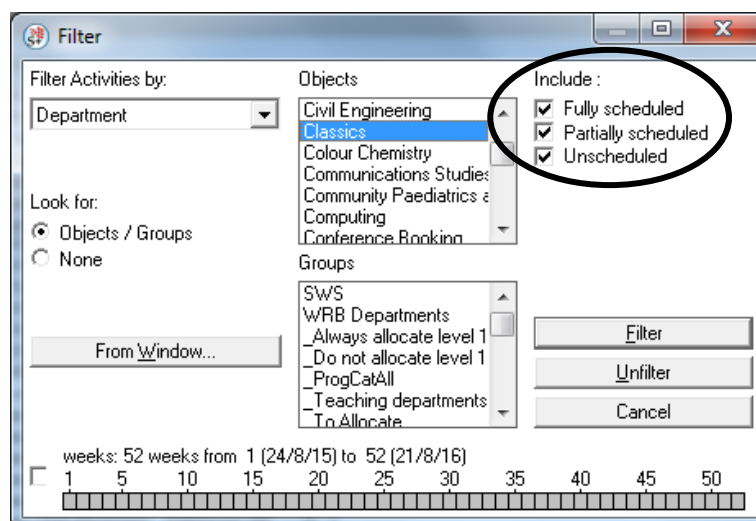 Filter
Filter Activities by:
Department
Look for:
Objects / Groups
None
From Window...
Objects
Civil Engineering
Classics
Colour Chemistry
Communications Studies
Community Paediatrics a
Computing
Conference Booking
Groups
SWS
WRB Departments
_Always allocate level 1
_Do not allocate level 1
_ProgCatAll
_Teaching departments
_To Allocate
Include :
Fully scheduled
Partially scheduled
Unscheduled
Filter
Unfilter
Cancel
weeks: 52 weeks from 1 (24/8/15) to 52 (21/8/16)
1 5 10 15 20 25 30 35 40 45 50